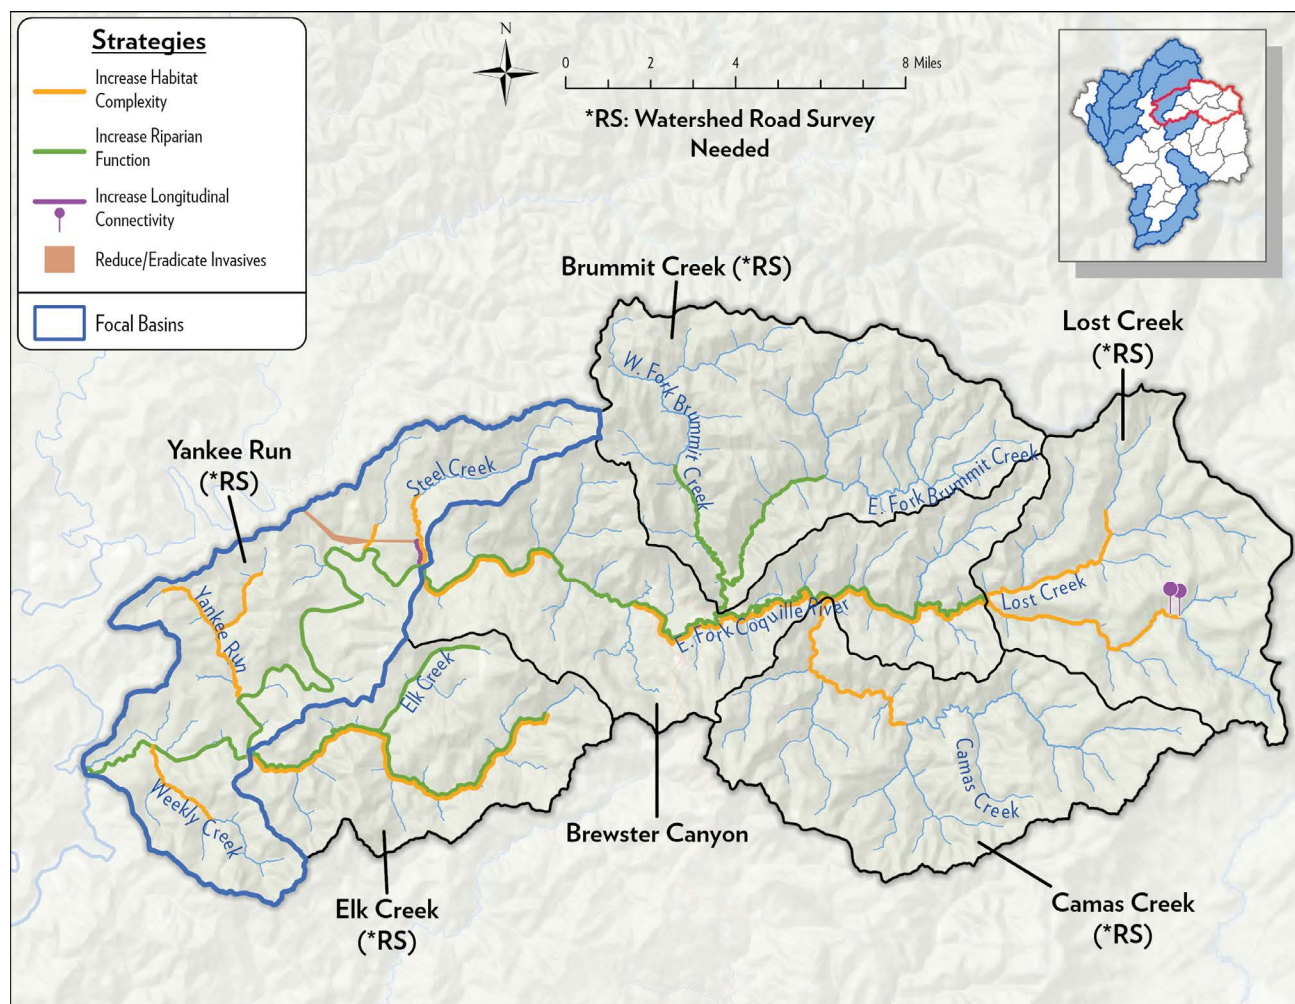 Strategies
Increase Habitat
Complexity
Increase Riparian
Function
Increase Longitudinal
Connectivity
Reduce/Eradicate Invasives
Focal Basins
N
0 2 4 8 Miles
*RS: Watershed Road Survey
Needed
Brummit Creek (*RS)
Lost Creek
(*RS)
Yankee Run
(*RS)
W. Fork Brummit Creek
Steel Creek
E. Fork Brummit Creek
Yankee Run
Lost Creek
E. Fork Coquille River
Elk Creek
Camas Creek
Weekly Creek
Brewster Canyon
Elk Creek
(*RS)
Camas Creek
(*RS)